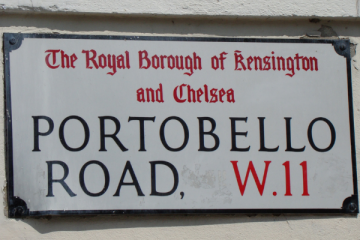 The Royal Borough of Kensington
and Chelsea
PORTOBELLO
ROAD, W.11